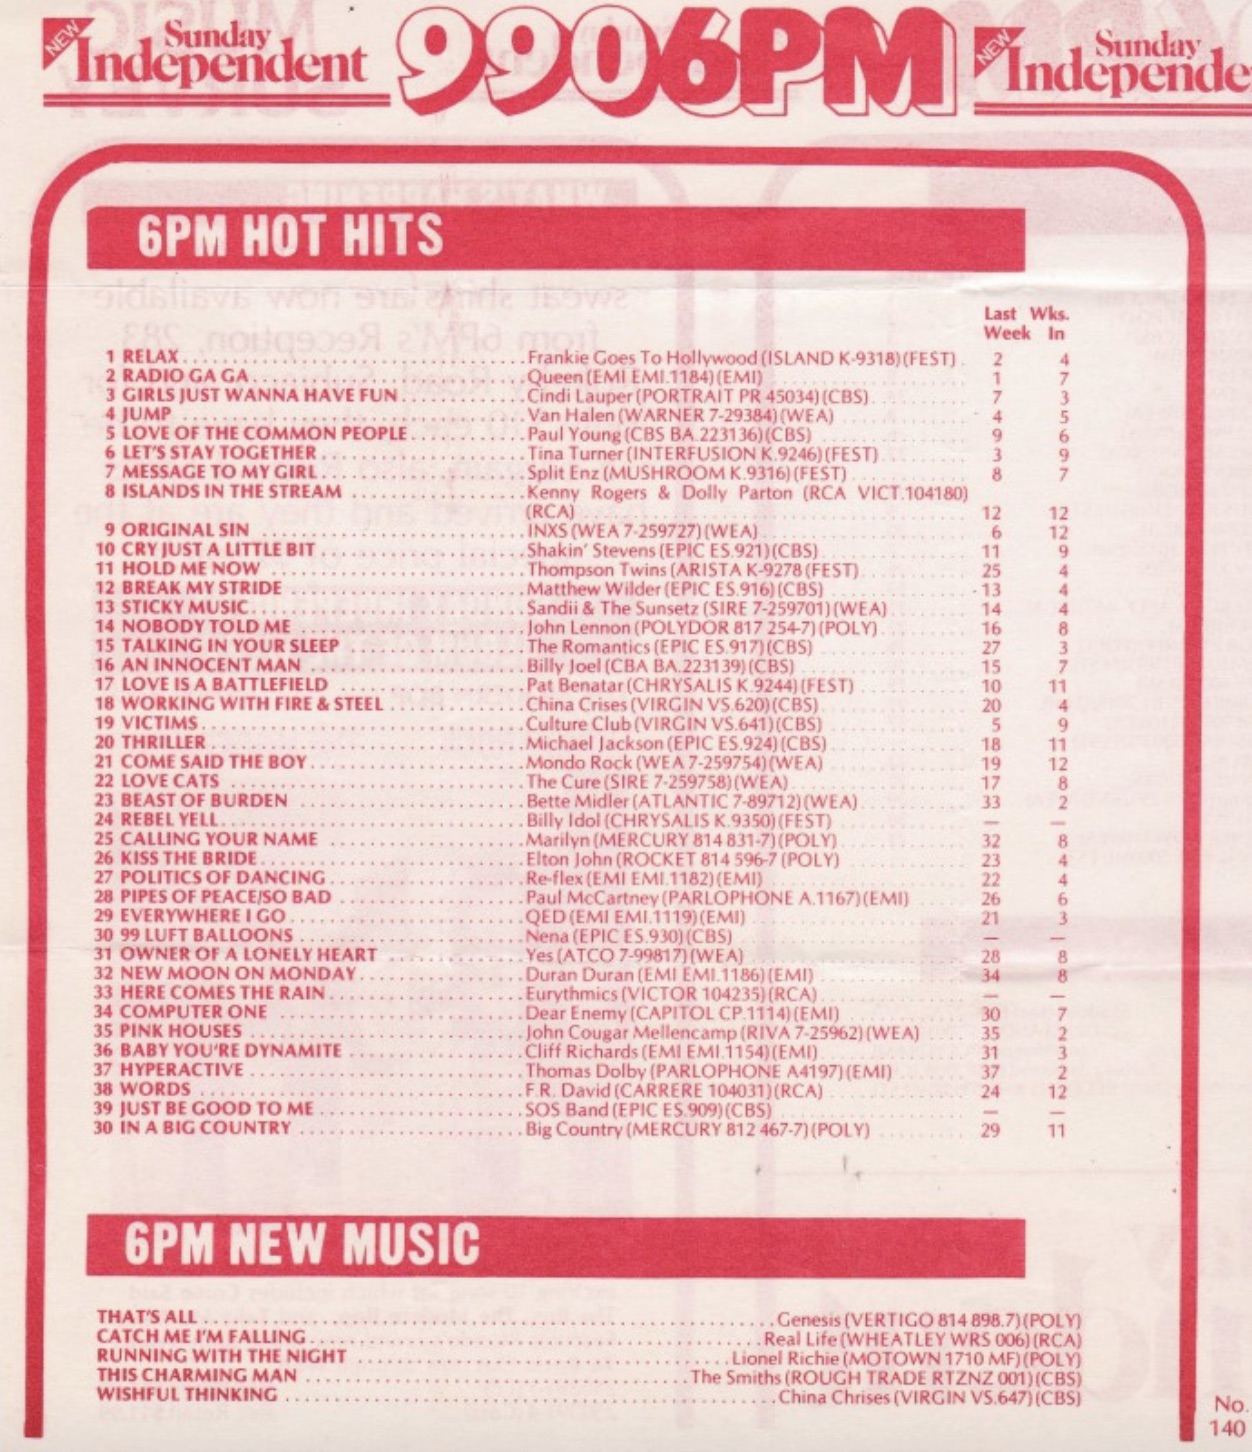 NEW Sunday Independent 9906PM NEW Sunday Independe
6PM HOT HITS
Last Wks.
Week In
1 RELAX Frankie Goes To Hollywood (ISLAND K-9318) (FEST) 2 4
2 RADIO GA GA Queen (EMI EMI.1184) (EMI) 1 7
3 GIRLS JUST WANNA HAVE FUN Cindi Lauper (PORTRAIT PR 45034) (CBS) 7 3
4 JUMP Van Halen (WARNER 7-29384) (WEA) 4 5
5 LOVE OF THE COMMON PEOPLE Paul Young (CBS BA.223136) (CBS) 9 6
6 LET'S STAY TOGETHER Tina Turner (INTERFUSION K.9246) (FEST) 3 9
7 MESSAGE TO MY GIRL Split Enz (MUSHROOM K.9316) (FEST) 8 7
8 ISLANDS IN THE STREAM Kenny Rogers & Dolly Parton (RCA VICT.104180)
(RCA) 12 12
9 ORIGINAL SIN INXS (WEA 7-259727) (WEA) 6 12
10 CRY JUST A LITTLE BIT Shakin' Stevens (EPIC ES.921) (CBS) 11 9
11 HOLD ME NOW Thompson Twins (ARISTA K-9278 (FEST) 25 4
12 BREAK MY STRIDE Matthew Wilder (EPIC ES.916) (CBS) 13 4
13 STICKY MUSIC Sandii & The Sunsetz (SIRE 7-259701) (WEA) 14 4
14 NOBODY TOLD ME John Lennon (POLYDOR 817 254-7) (POLY) 16 8
15 TALKING IN YOUR SLEEP The Romantics (EPIC ES.917) (CBS) 27 3
16 AN INNOCENT MAN Billy Joel (CBA BA.223139) (CBS) 15 7
17 LOVE IS A BATTLEFIELD Pat Benatar (CHRYSALIS K.9244) (FEST) 10 11
18 WORKING WITH FIRE & STEEL China Crises (VIRGIN VS.620) (CBS) 20 4
19 VICTIMS Culture Club (VIRGIN VS.641) (CBS) 5 9
20 THRILLER Michael Jackson (EPIC ES.924) (CBS) 18 11
21 COME SAID THE BOY Mondo Rock (WEA 7-259754) (WEA) 19 12
22 LOVE CATS The Cure (SIRE 7-259758) (WEA) 17 8
23 BEAST OF BURDEN Bette Midler (ATLANTIC 7-89712) (WEA) 33 2
24 REBEL YELL Billy Idol (CHRYSALIS K.9350) (FEST) — —
25 CALLING YOUR NAME Marilyn (MERCURY 814 831-7) (POLY) 32 8
26 KISS THE BRIDE Elton John (ROCKET 814 596-7 (POLY) 23 4
27 POLITICS OF DANCING Re-flex (EMI EMI.1182) (EMI) 22 4
28 PIPES OF PEACE/SO BAD Paul McCartney (PARLOPHONE A.1167) (EMI) 26 6
29 EVERYWHERE I GO QED (EMI EMI.1119) (EMI) 21 3
30 99 LUFT BALLOONS Nena (EPIC ES.930) (CBS) — —
31 OWNER OF A LONELY HEART Yes (ATCO 7-99817) (WEA) 28 8
32 NEW MOON ON MONDAY Duran Duran (EMI EMI.1186) (EMI) 34 8
33 HERE COMES THE RAIN Eurythmics (VICTOR 104235) (RCA) — —
34 COMPUTER ONE Dear Enemy (CAPITOL CP.1114) (EMI) 30 7
35 PINK HOUSES John Cougar Mellencamp (RIVA 7-25962) (WEA) 35 2
36 BABY YOU'RE DYNAMITE Cliff Richards (EMI EMI.1154) (EMI) 31 3
37 HYPERACTIVE Thomas Dolby (PARLOPHONE A4197) (EMI) 37 2
38 WORDS F.R. David (CARRERE 104031) (RCA) 24 12
39 JUST BE GOOD TO ME SOS Band (EPIC ES.909) (CBS) — —
30 IN A BIG COUNTRY Big Country (MERCURY 812 467-7) (POLY) 29 11
6PM NEW MUSIC
THAT'S ALL Genesis (VERTIGO 814 898.7) (POLY)
CATCH ME I'M FALLING Real Life (WHEATLEY WRS 006) (RCA)
RUNNING WITH THE NIGHT Lionel Richie (MOTOWN 1710 MF) (POLY)
THIS CHARMING MAN The Smiths (ROUGH TRADE RTZNZ 001) (CBS)
WISHFUL THINKING China Chrises (VIRGIN VS.647) (CBS)
No.
140